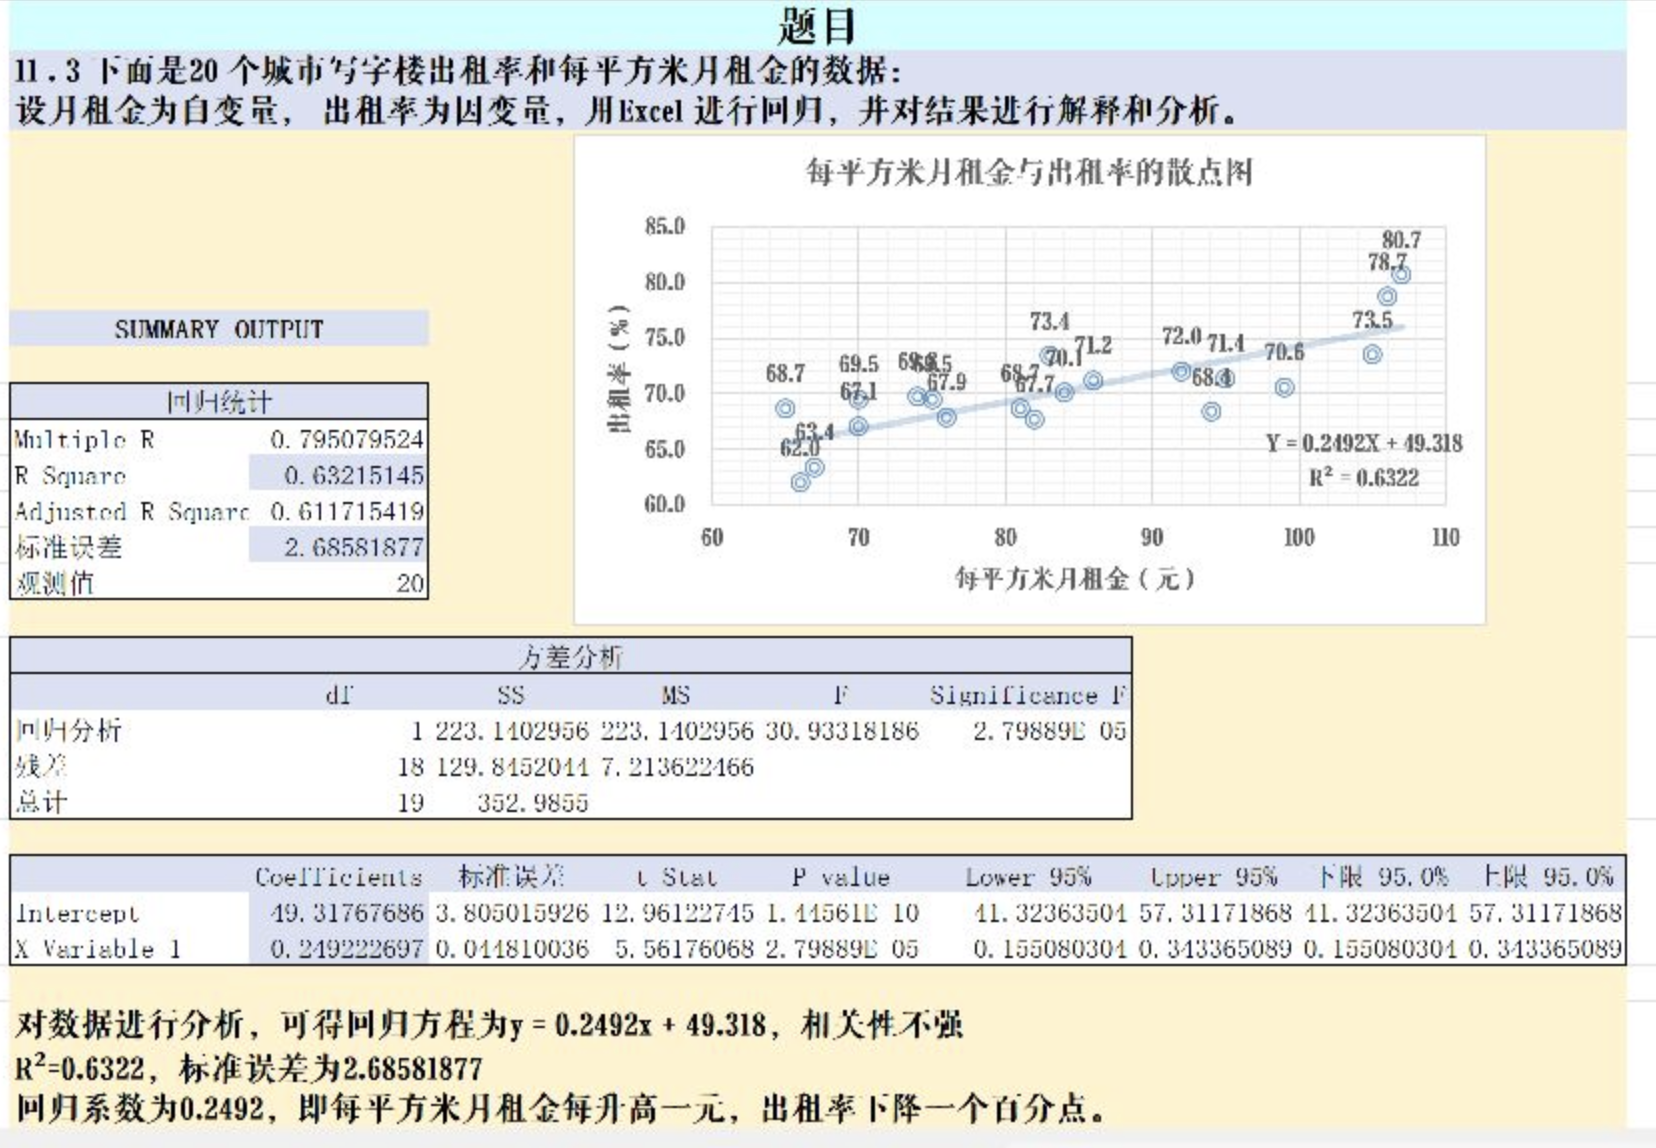 题目
11.3 下面是20 个城市写字楼出租率和每平方米月租金的数据：
设月租金为自变量， 出租率为因变量，用Excel 进行回归，并对结果进行解释和分析。
每平方米月租金与出租率的散点图
85.0
80.0
75.0
70.0
65.0
60.0
出租率（%）
80.7
78.7
73.4
73.5
72.0
71.4
71.2
70.6
70.1
69.5
68.7
67.9
68.7
67.7
68.4
67.1
63.4
62.0
Y = 0.2492X + 49.318
R² = 0.6322
60 70 80 90 100 110
每平方米月租金（元）
SUMMARY OUTPUT
回归统计
Multiple R 0.795079524
R Square 0.63215145
Adjusted R Square 0.611715419
标准误差 2.68581877
观测值 20
方差分析
df SS MS F Significance F
回归分析 1 223.1402956 223.1402956 30.93318186 2.79889E 05
残差 18 129.8452044 7.213622466
总计 19 352.9855
Coefficients 标准误差 t Stat P value Lower 95% Upper 95% 下限 95.0% 上限 95.0%
Intercept 49.31767686 3.805015926 12.96122745 1.44561E 10 41.32363504 57.31171868 41.32363504 57.31171868
X Variable 1 0.249222697 0.044810036 5.56176068 2.79889E 05 0.155080304 0.343365089 0.155080304 0.343365089
对数据进行分析，可得回归方程为y = 0.2492x + 49.318，相关性不强
R²=0.6322，标准误差为2.68581877
回归系数为0.2492，即每平方米月租金每升高一元，出租率下降一个百分点。